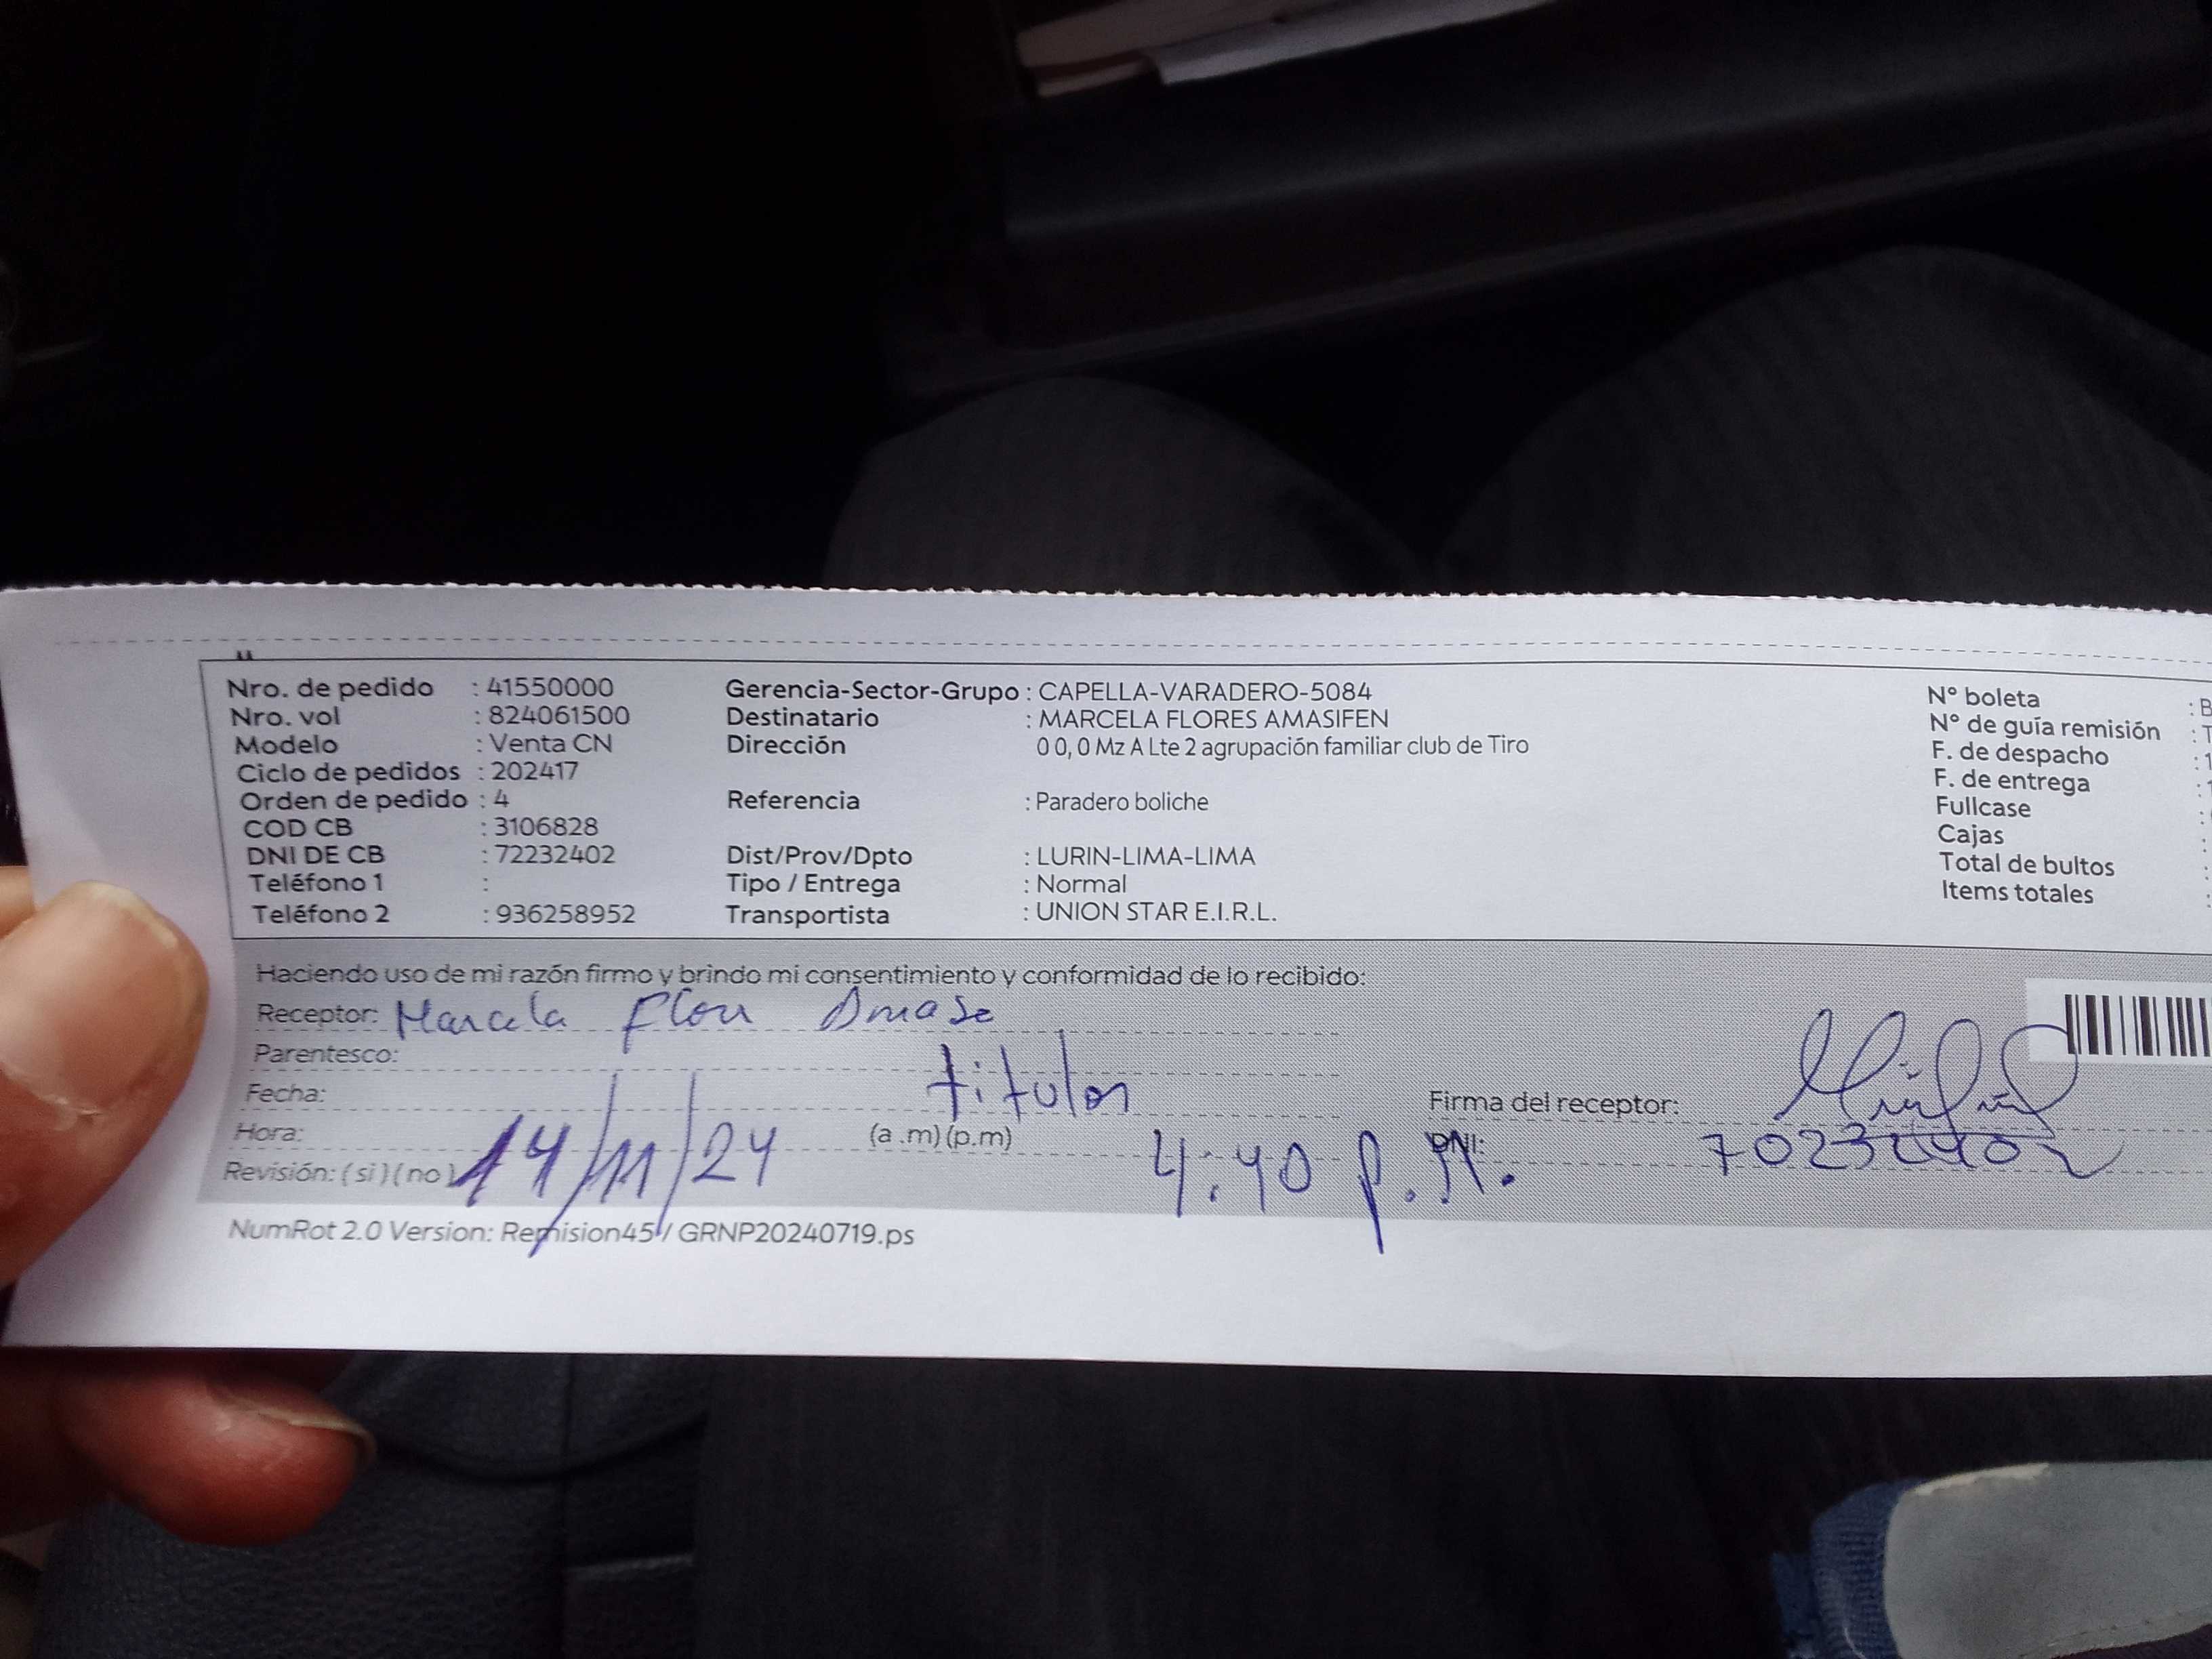 Nro. de pedido : 41550000
Nro. vol : 824061500
Modelo : Venta CN
Ciclo de pedidos : 202417
Orden de pedido : 4
COD CB : 3106828
DNI DE CB : 72232402
Teléfono 1 :
Teléfono 2 : 936258952
Gerencia-Sector-Grupo : CAPELLA-VARADERO-5084
Destinatario : MARCELA FLORES AMASIFEN
Dirección 0 0, 0 Mz A Lte 2 agrupación familiar club de Tiro
Referencia : Paradero boliche
Dist/Prov/Dpto : LURIN-LIMA-LIMA
Tipo / Entrega : Normal
Transportista : UNION STAR E.I.R.L.
Nº boleta : B
Nº de guía remisión : T
F. de despacho : 1
F. de entrega :
Fullcase :
Cajas :
Total de bultos :
Items totales :
Haciendo uso de mi razón firmo y brindo mi consentimiento y conformidad de lo recibido:
Receptor: Marcela
Parentesco: titular
Fecha: 14/11/24
Hora: (a .m) (p.m) 4:40 p.M.
Revisión: ( si ) ( no )
Firma del receptor:
DNI:
NumRot 2.0 Version: Remision45 / GRNP20240719.ps